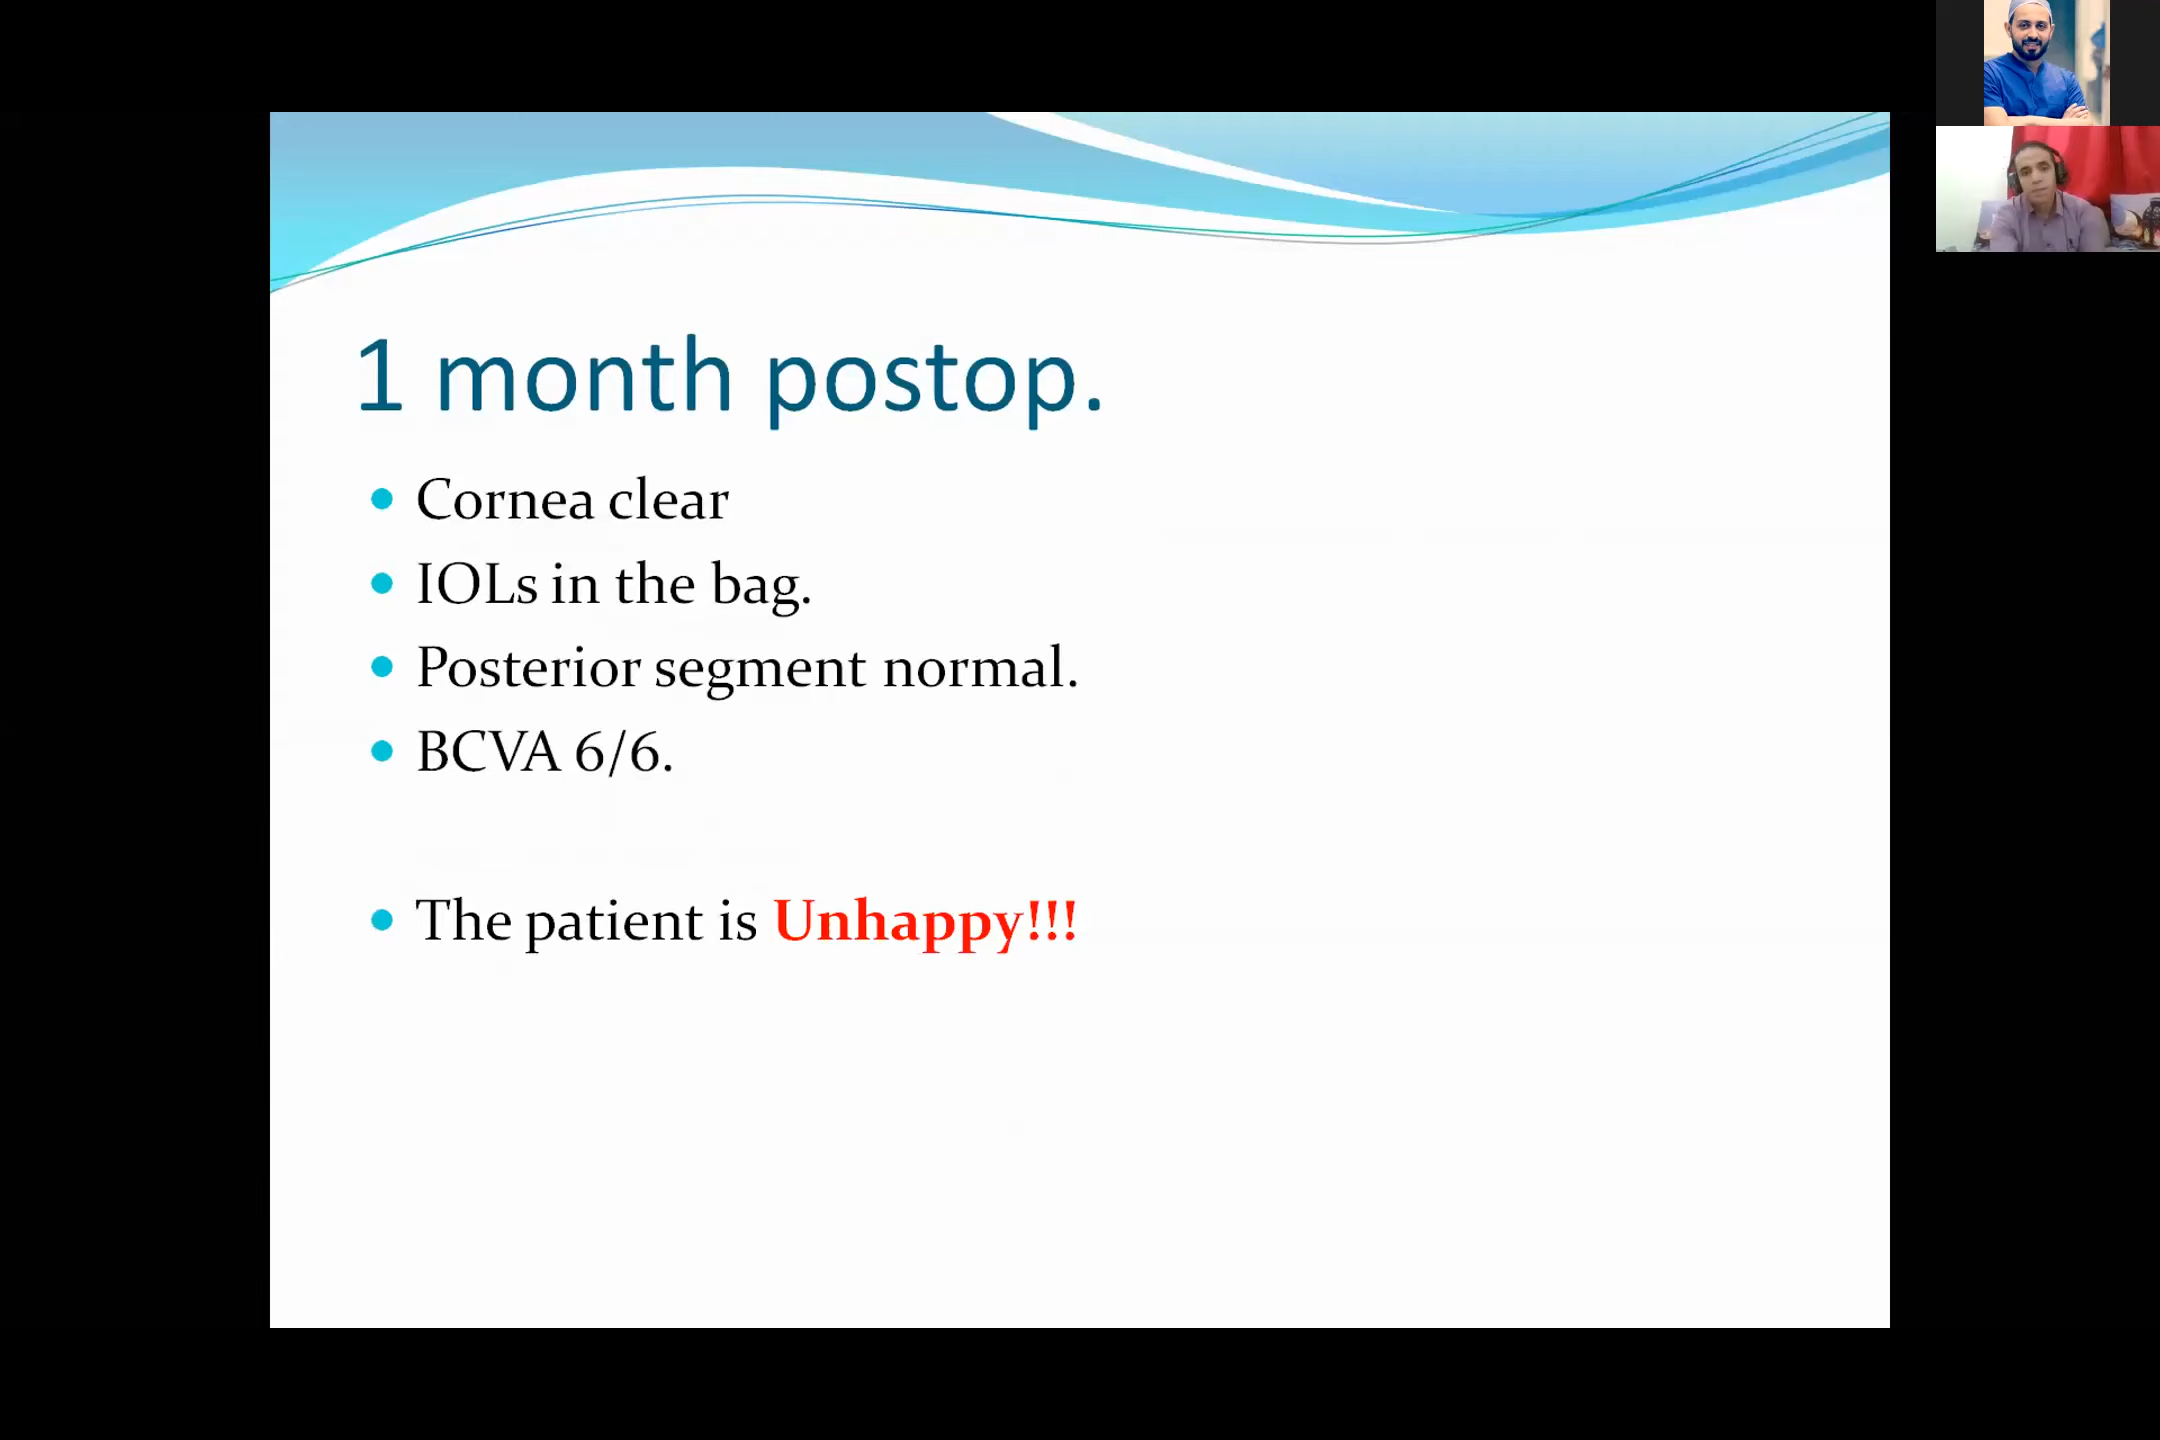 1 month postop.
Cornea clear
IOLs in the bag.
Posterior segment normal.
BCVA 6/6.
The patient is Unhappy!!!